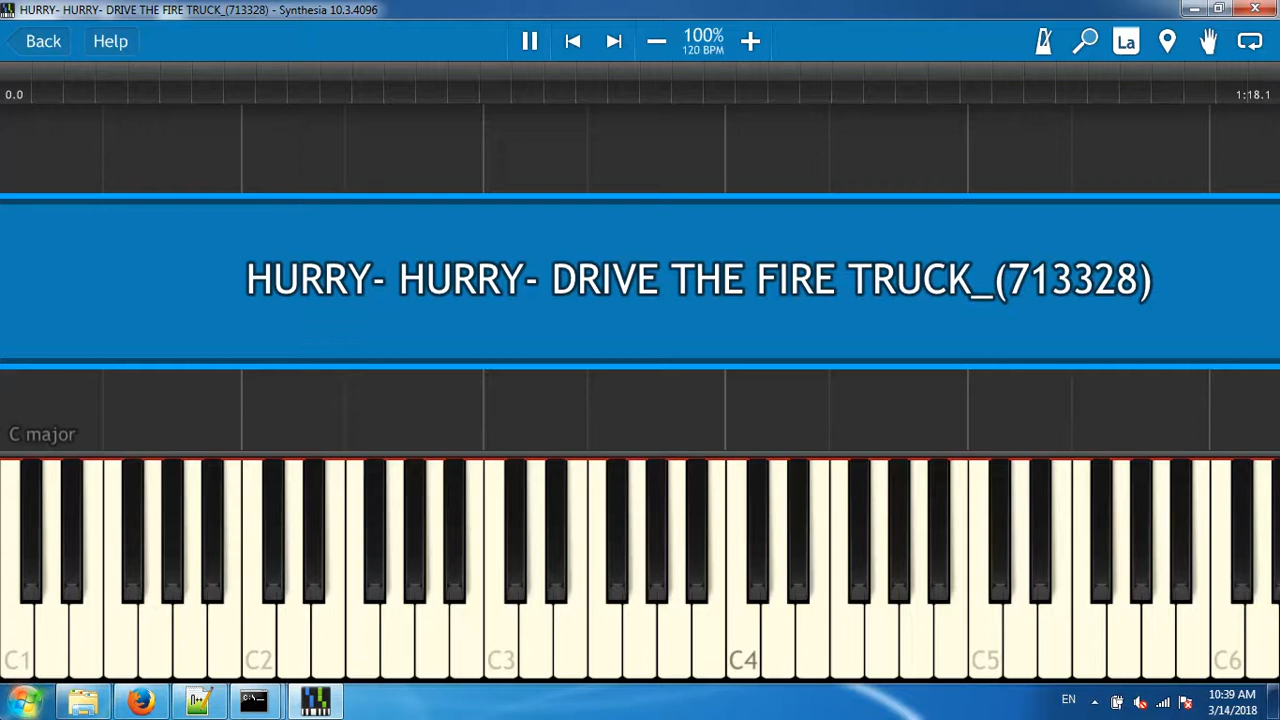 HURRY- HURRY- DRIVE THE FIRE TRUCK_(713328) - Synthesia 10.3.4096
Back Help 100% La
120 BPM
0.0 1:18.1
HURRY- HURRY- DRIVE THE FIRE TRUCK_(713328)
C major
C1 C2 C3 C4 C5 C6
EN 10:39 AM
3/14/2018